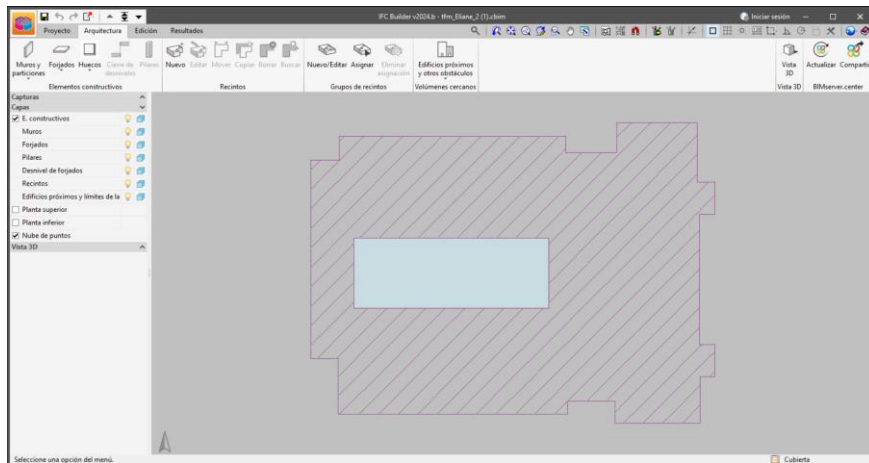 IFC Builder v2024.b - tfm_Eliane_2 (1).cbim
Iniciar sesión
Proyecto Arquitectura Edición Resultados
Muros y particiones Forjados Huecos Cierre de desniveles Pilares
Nuevo Editar Mover Copiar Borrar Buscar
Nuevo/Editar Asignar Eliminar asignación
Edificios próximos y otros obstáculos
Vista 3D
Actualizar Comparti
Elementos constructivos Recintos Grupos de recintos Volúmenes cercanos Vista 3D BIMserver.center
Capturas
Capas
E. constructivos
Muros
Forjados
Pilares
Desnivel de forjados
Recintos
Edificios próximos y límites de la
Planta superior
Planta inferior
Nube de puntos
Vista 3D
Seleccione una opción del menú. Cubierta